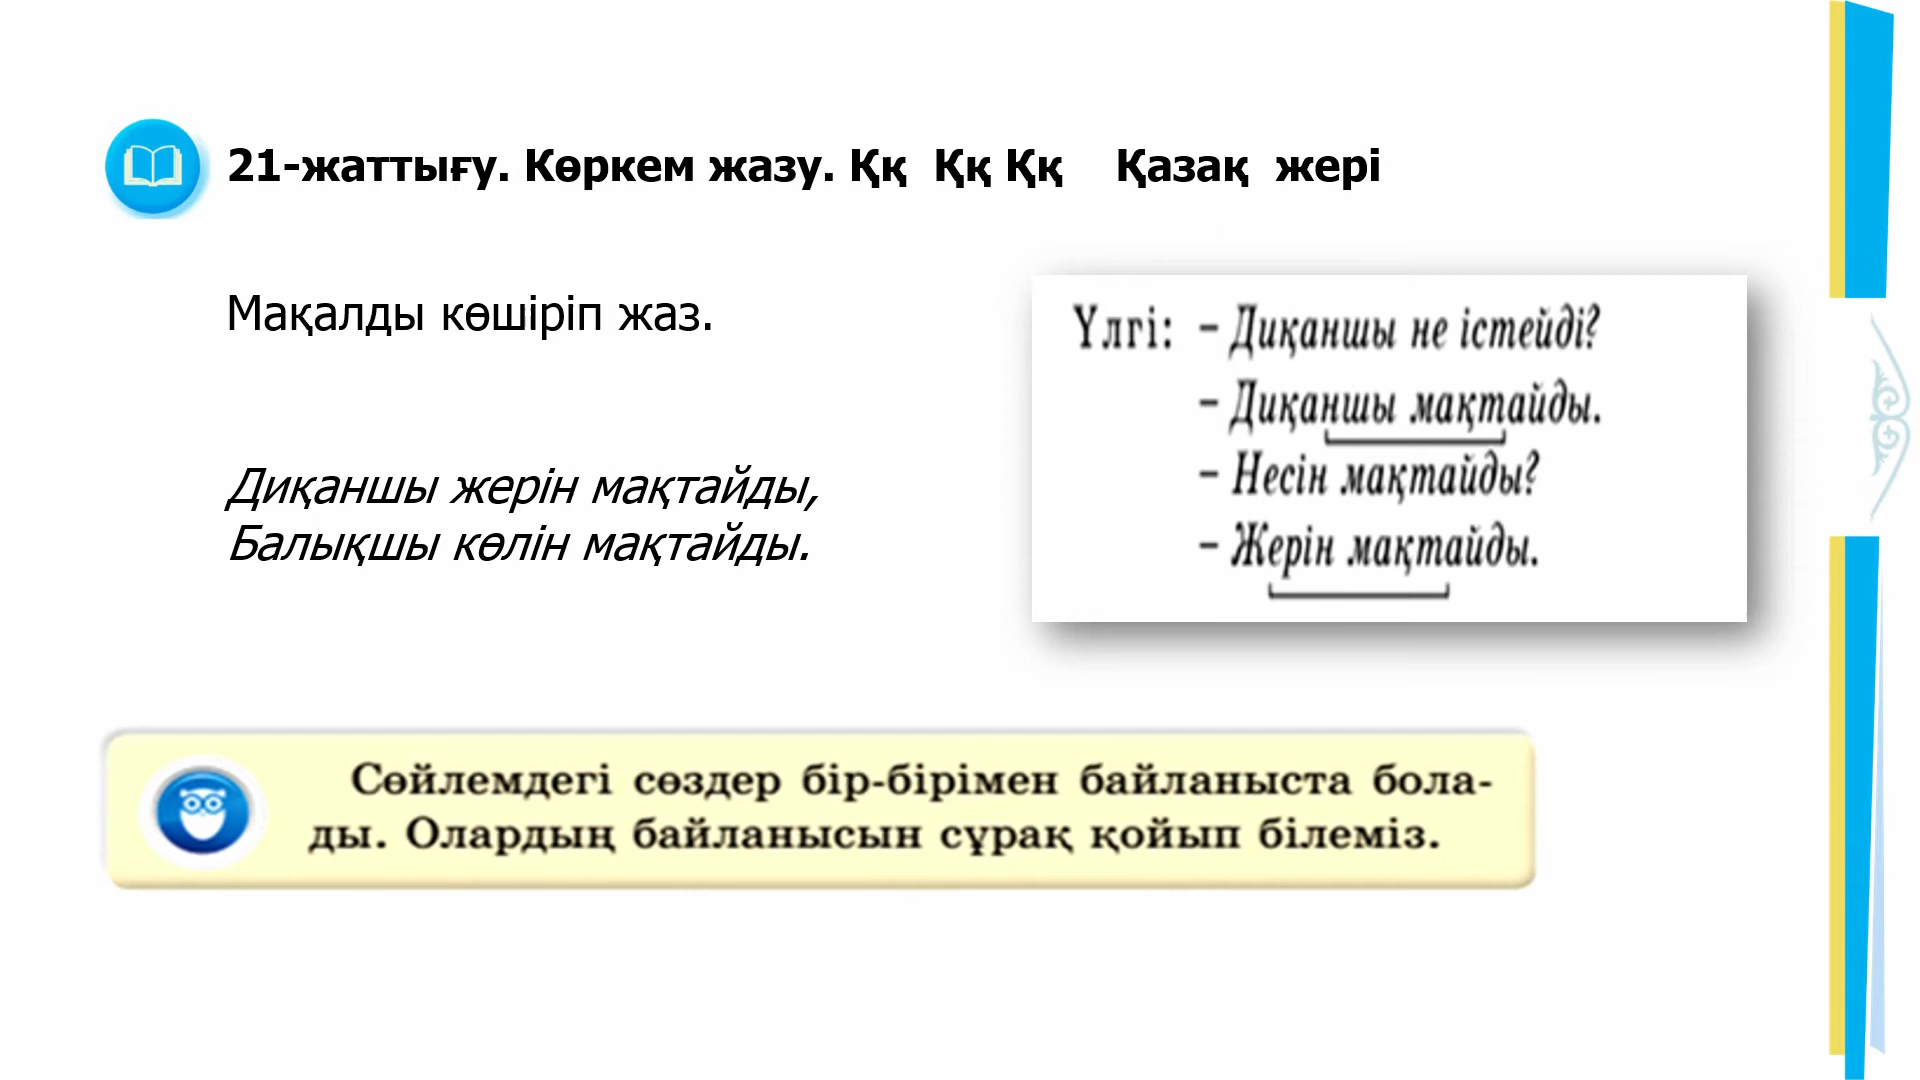 21-жаттығу. Көркем жазу. Ққ Ққ Ққ Қазақ жері
Мақалды көшіріп жаз.
Диқаншы жерін мақтайды,
Балықшы көлін мақтайды.
Үлгі: – Диқаншы не істейді?
– Диқаншы мақтайды.
– Несін мақтайды?
– Жерін мақтайды.
Сөйлемдегі сөздер бір-бірімен байланыста бола-
ды. Олардың байланысын сұрақ қойып білеміз.